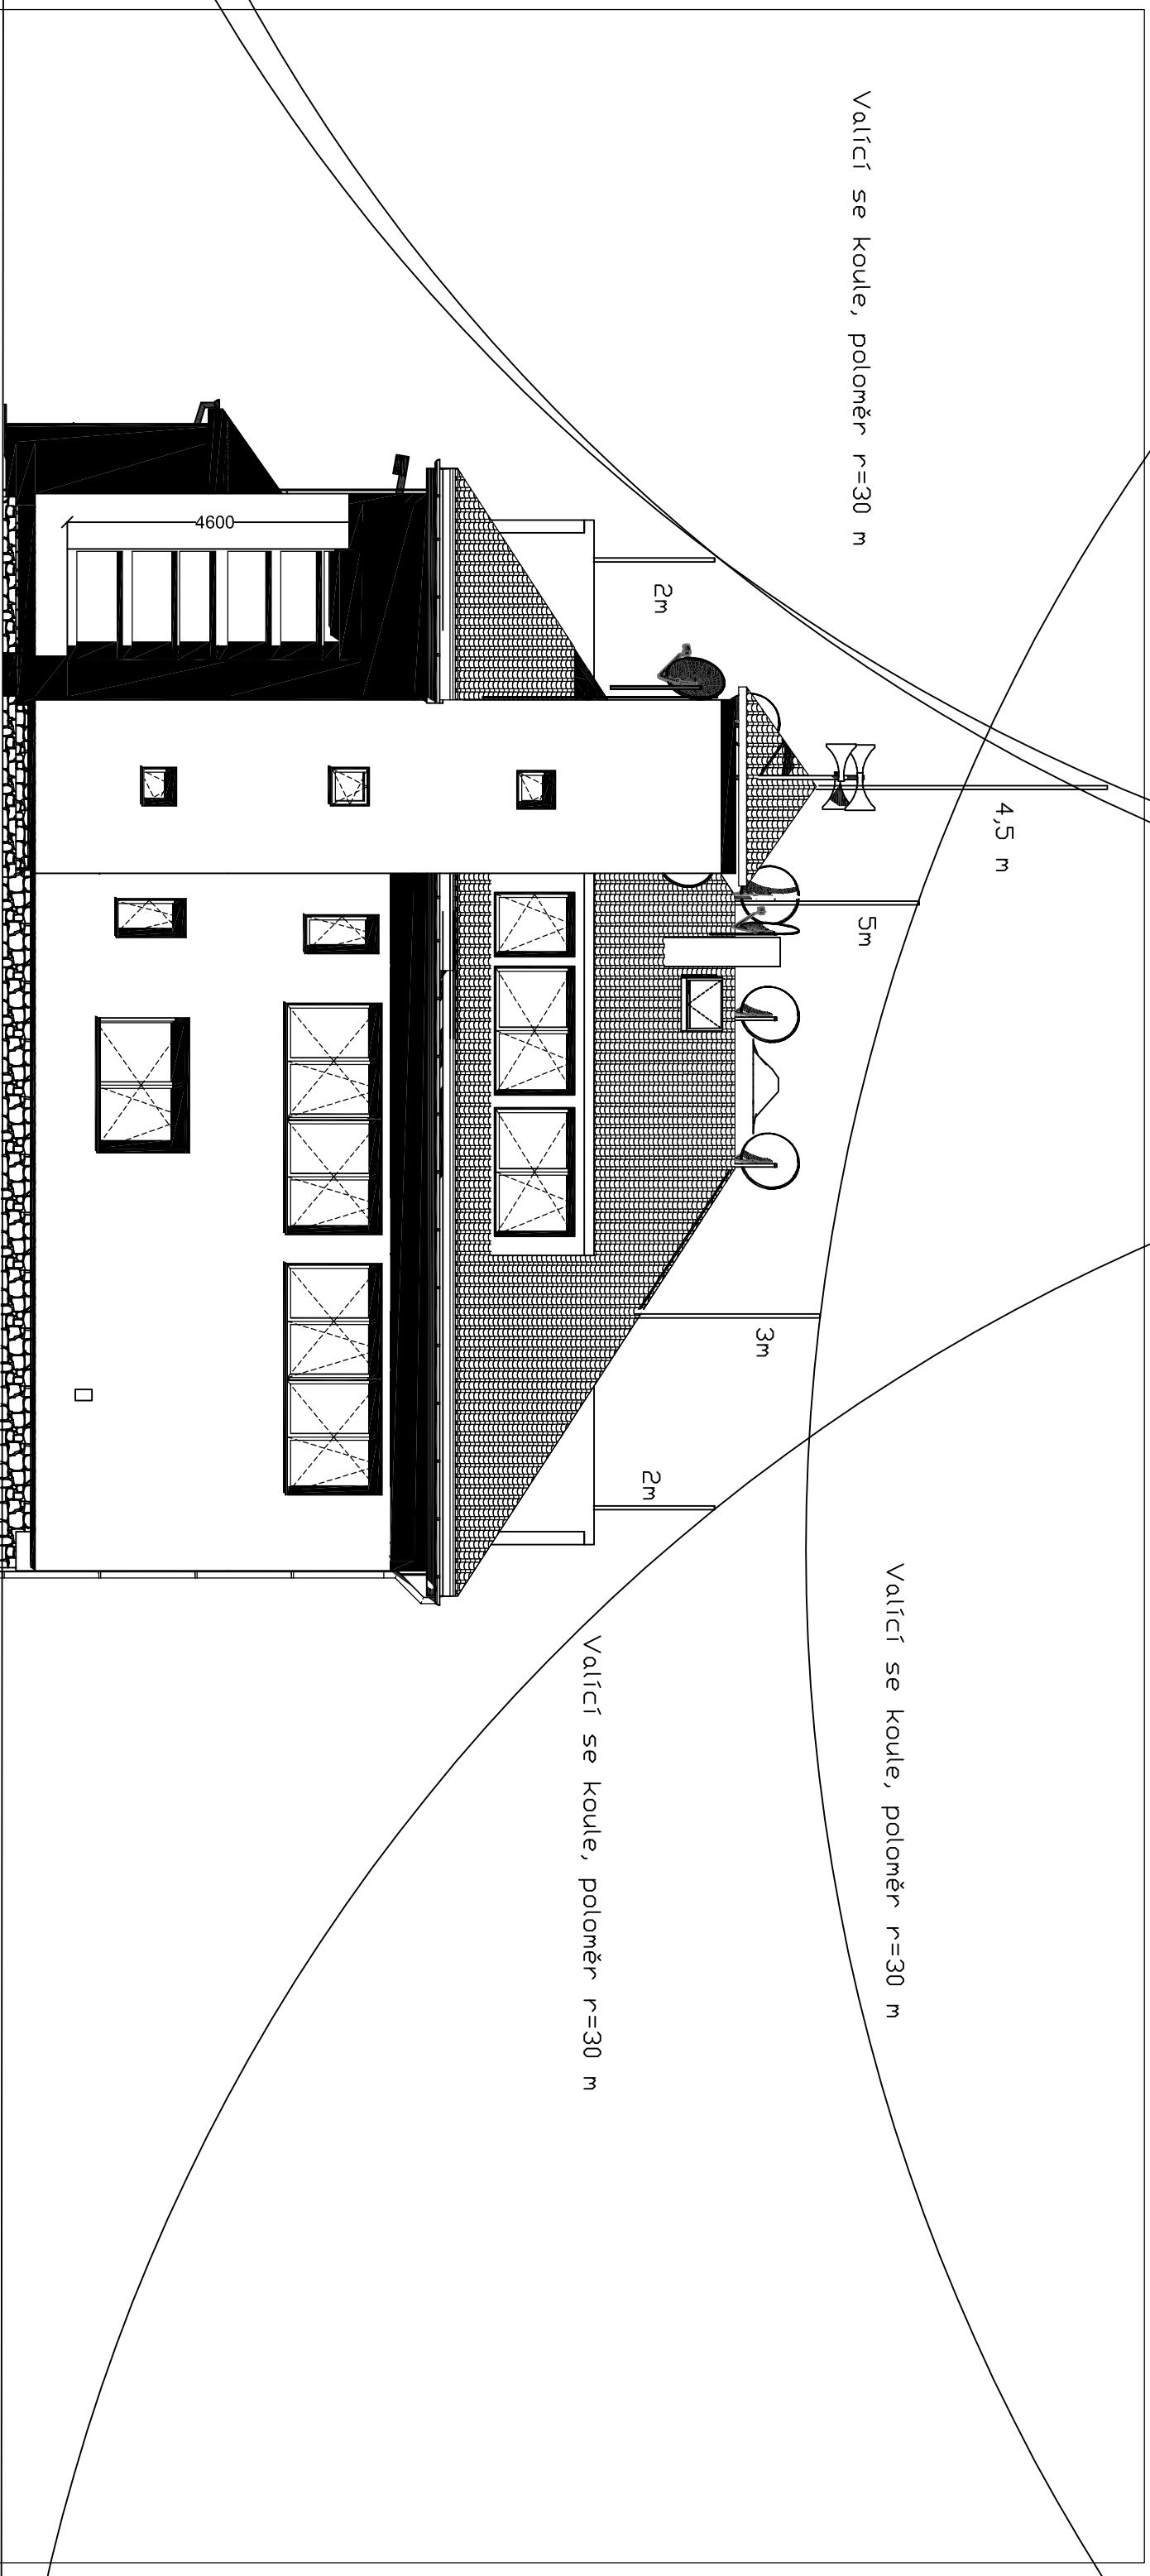 Valící se koule, poloměr r=30 m
4600
2m
4,5 m
5m
3m
2m
Valící se koule, poloměr r=30 m
Valící se koule, poloměr r=30 m